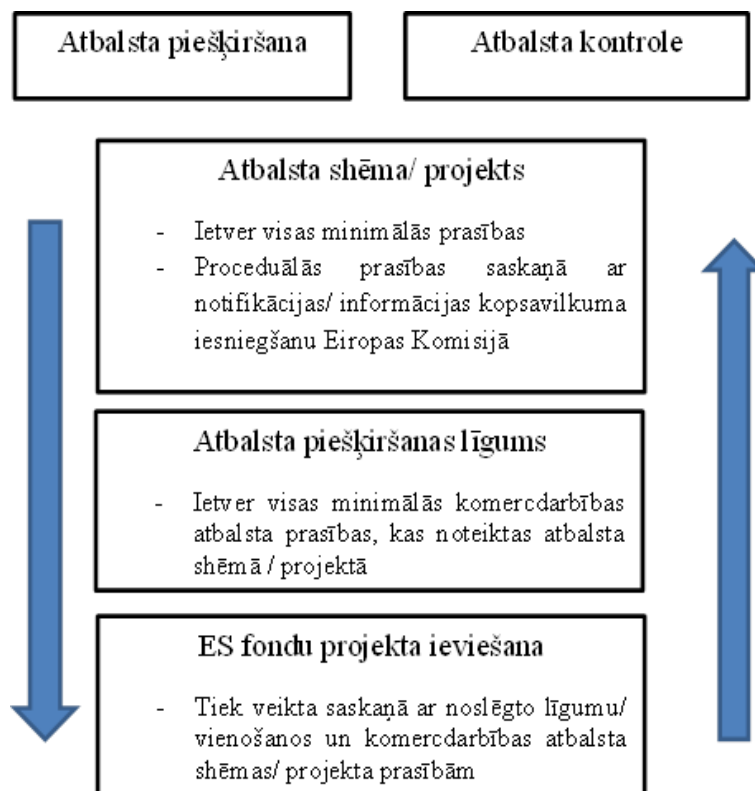 Atbalsta piešķiršana
Atbalsta kontrole
Atbalsta shēma/ projekts
- Ietver visas minimālās prasības
- Proceduālās prasības saskaņā ar
notifikācijas/ informācijas kopsavilkuma
iesniegšanu Eiropas Komisijā
Atbalsta piešķiršanas līgums
- Ietver visas minimālās komercdarbības
atbalsta prasības, kas noteiktas atbalsta
shēmā / projektā
ES fondu projekta ieviešana
- Tiek veikta saskaņā ar noslēgto līgumu/
vienošanos un komercdarbības atbalsta
shēmas/ projekta prasībām